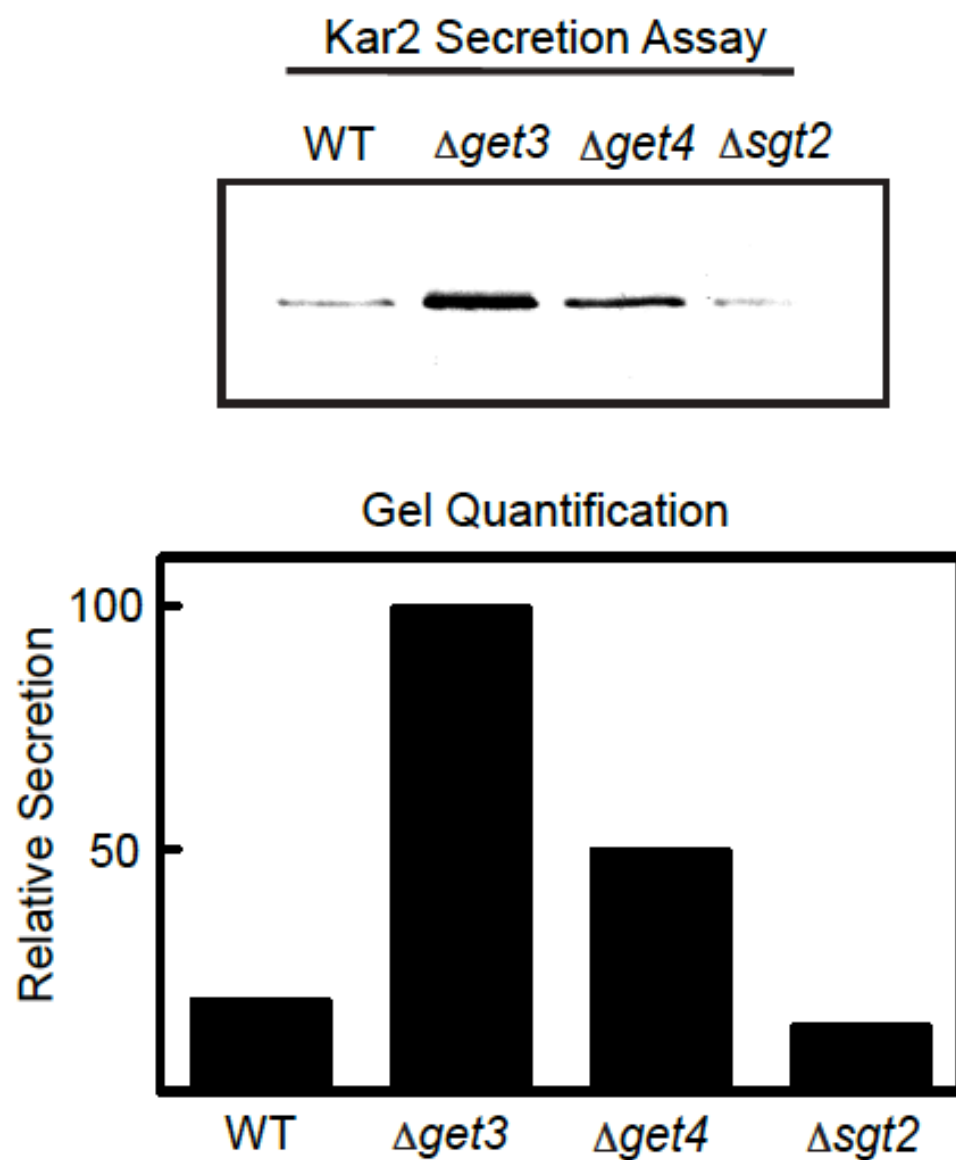 Kar2 Secretion Assay
WT Δget3 Δget4 Δsgt2
Gel Quantification
100
50
Relative Secretion
WT Δget3 Δget4 Δsgt2